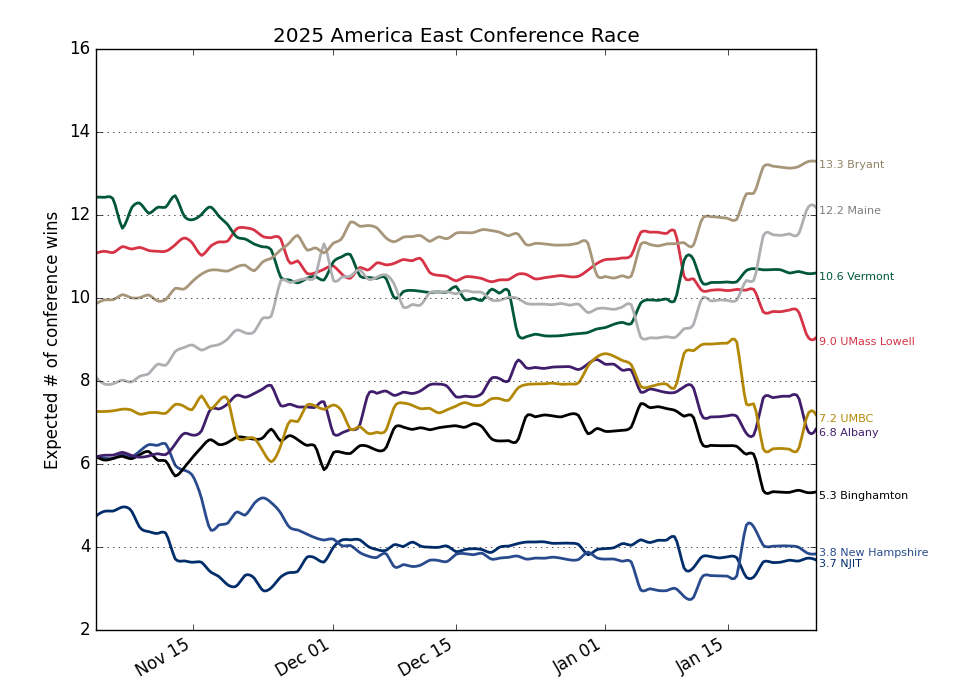 2025 America East Conference Race
Expected # of conference wins
16
14
12
10
8
6
4
2
Nov 15
Dec 01
Dec 15
Jan 01
Jan 15
13.3 Bryant
12.2 Maine
10.6 Vermont
9.0 UMass Lowell
7.2 UMBC
6.8 Albany
5.3 Binghamton
3.8 New Hampshire
3.7 NJIT